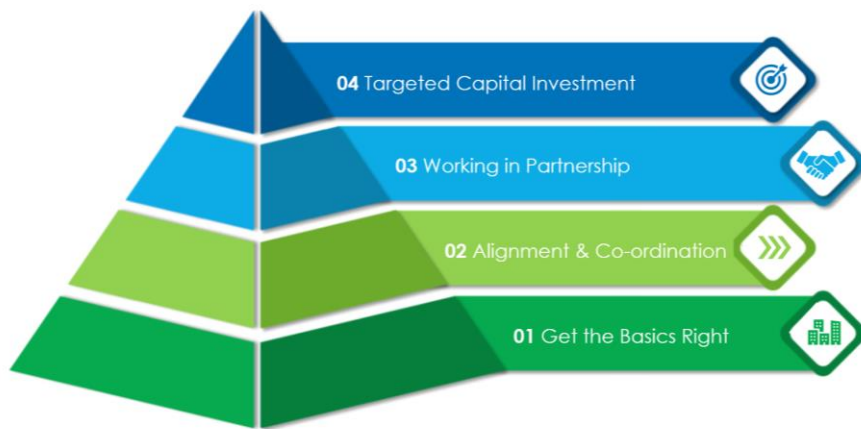 04 Targeted Capital Investment
03 Working in Partnership
02 Alignment & Co-ordination
01 Get the Basics Right